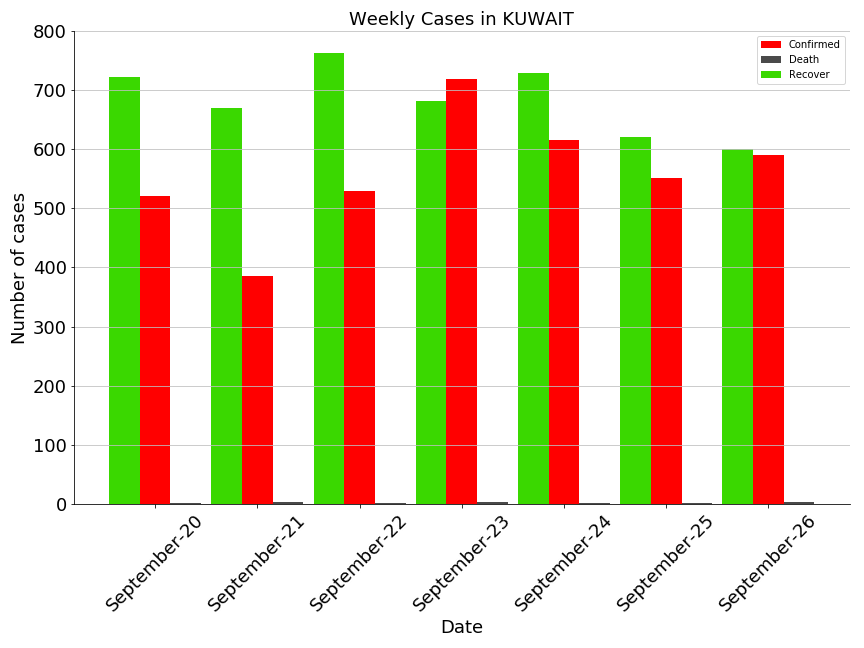 Weekly Cases in KUWAIT
Confirmed
Death
Recover
Number of cases
800
700
600
500
400
300
200
100
0
September-20
September-21
September-22
September-23
September-24
September-25
September-26
Date